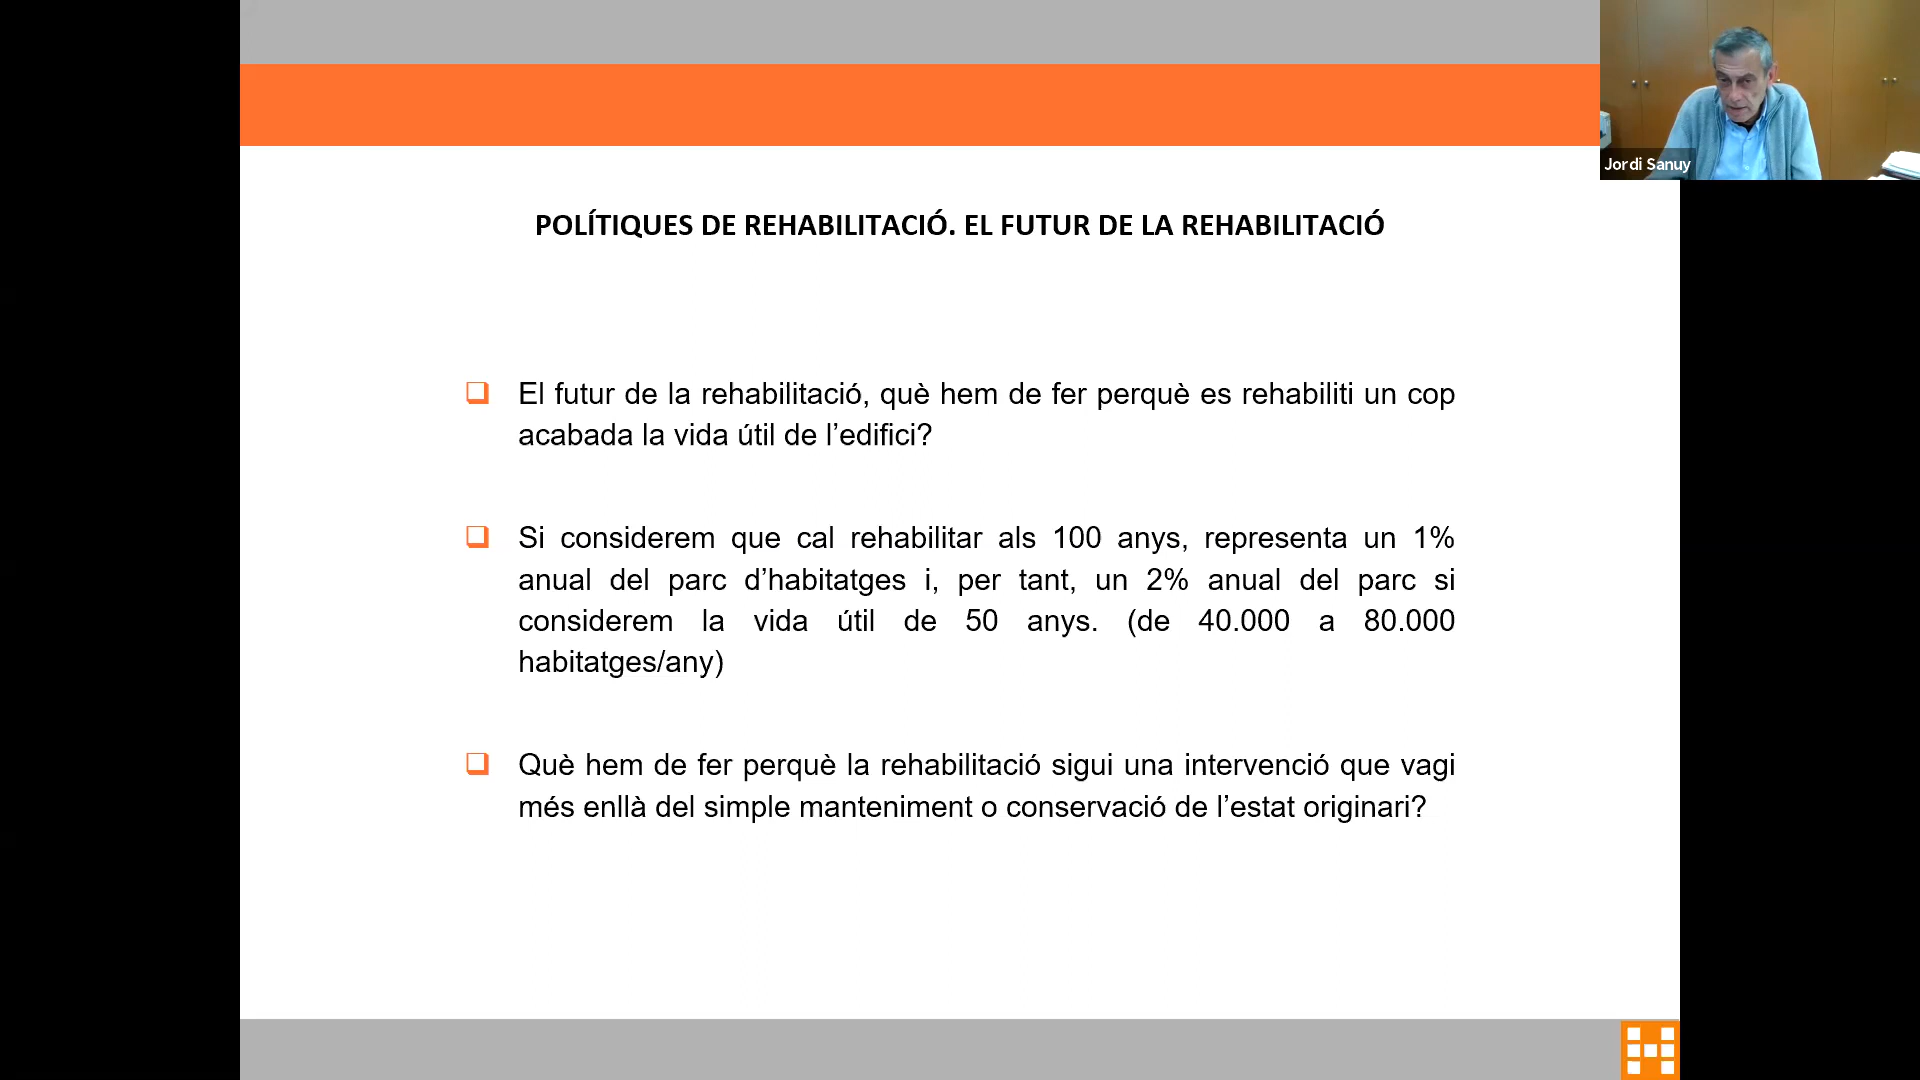 Jordi Sanuy
POLÍTIQUES DE REHABILITACIÓ. EL FUTUR DE LA REHABILITACIÓ
El futur de la rehabilitació, què hem de fer perquè es rehabiliti un cop
acabada la vida útil de l’edifici?
Si considerem que cal rehabilitar als 100 anys, representa un 1%
anual del parc d’habitatges i, per tant, un 2% anual del parc si
considerem la vida útil de 50 anys. (de 40.000 a 80.000
habitatges/any)
Què hem de fer perquè la rehabilitació sigui una intervenció que vagi
més enllà del simple manteniment o conservació de l’estat originari?